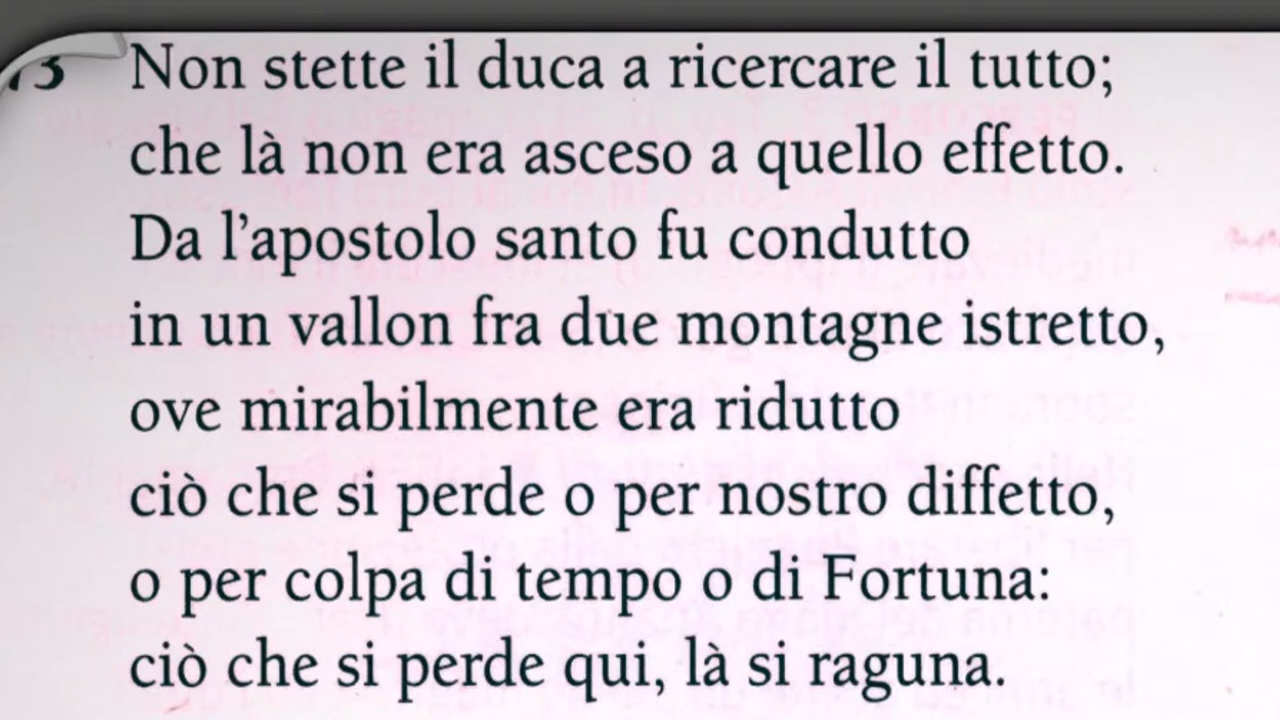 73 Non stette il duca a ricercare il tutto;
che là non era asceso a quello effetto.
Da l'apostolo santo fu condutto
in un vallon fra due montagne istretto,
ove mirabilmente era ridutto
ciò che si perde o per nostro diffetto,
o per colpa di tempo o di Fortuna:
ciò che si perde qui, là si raguna.